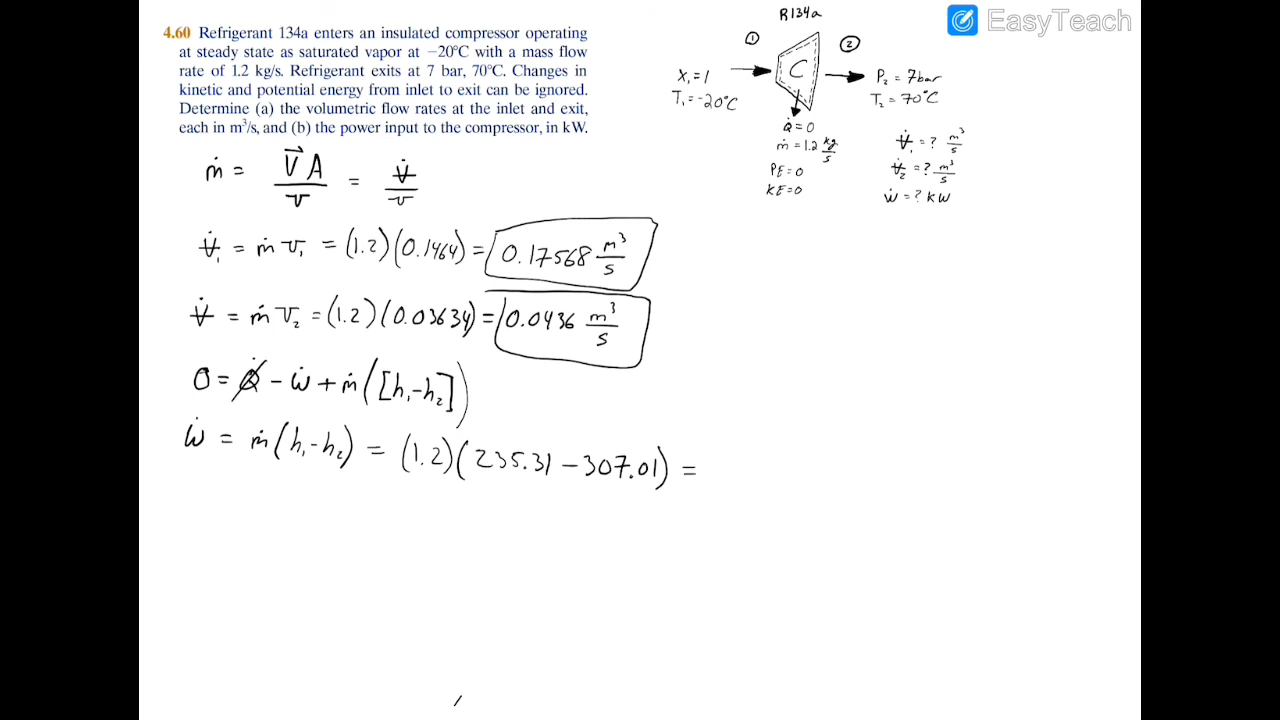 EasyTeach
4.60 Refrigerant 134a enters an insulated compressor operating
at steady state as saturated vapor at −20°C with a mass flow
rate of 1.2 kg/s. Refrigerant exits at 7 bar, 70°C. Changes in
kinetic and potential energy from inlet to exit can be ignored.
Determine (a) the volumetric flow rates at the inlet and exit,
each in m³/s, and (b) the power input to the compressor, in kW.
R134a
① ②
C
X₁ = 1
T₁ = -20°C
P₂ = 7bar
T₂ = 70°C
Q̇ = 0
ṁ = 1.2 kg/s
PE = 0
KE = 0
V̶̇₁ = ? m³/s
V̶̇₂ = ? m³/s
Ẇ = ? kW
ṁ = V⃗A/v = V̶̇/v
V̶̇₁ = ṁ v₁ = (1.2)(0.1464) = 0.17568 m³/s
V̶̇ = ṁ v₂ = (1.2)(0.03634) = 0.0436 m³/s
0 = Q̇ - Ẇ + ṁ([h₁-h₂])
Ẇ = ṁ(h₁-h₂) = (1.2)(235.31 - 307.01) =